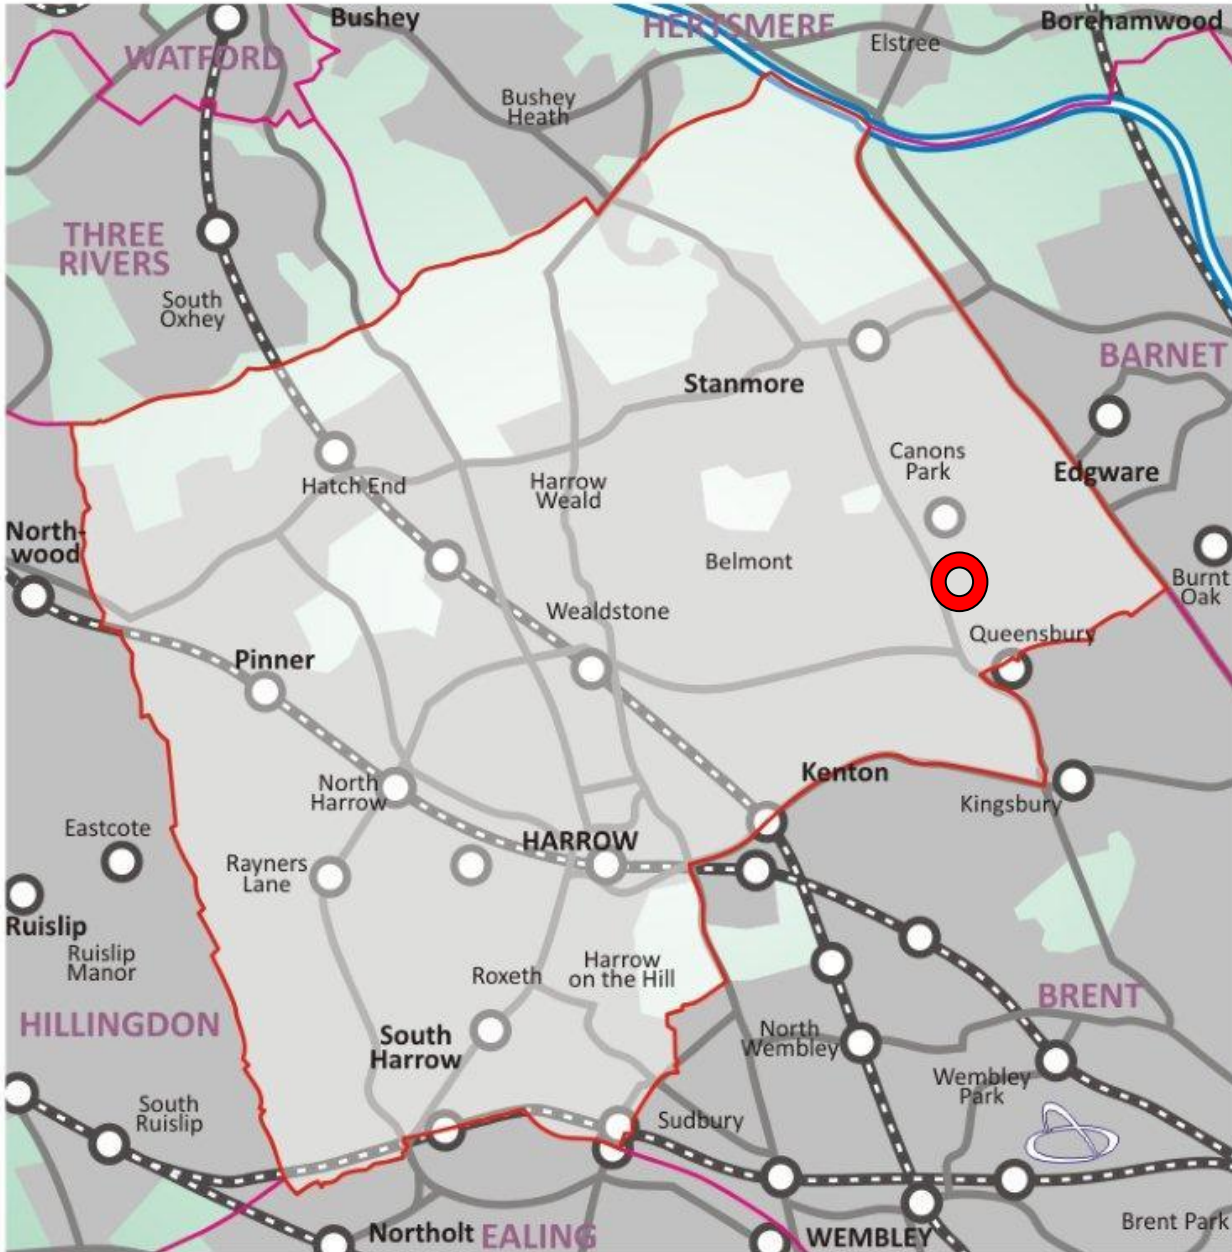 Bushey
HERTSMERE
Borehamwood
Elstree
WATFORD
Bushey
Heath
THREE
RIVERS
South
Oxhey
BARNET
Stanmore
Canons
Park
Edgware
Hatch End
Harrow
Weald
North-
wood
Belmont
Burnt
Oak
Wealdstone
Queensbury
Pinner
Kenton
North
Harrow
Kingsbury
Eastcote
HARROW
Rayners
Lane
Ruislip
Ruislip
Manor
Roxeth
Harrow
on the Hill
BRENT
HILLINGDON
South
Harrow
North
Wembley
Wembley
Park
South
Ruislip
Sudbury
Brent Park
Northolt
EALING
WEMBLEY